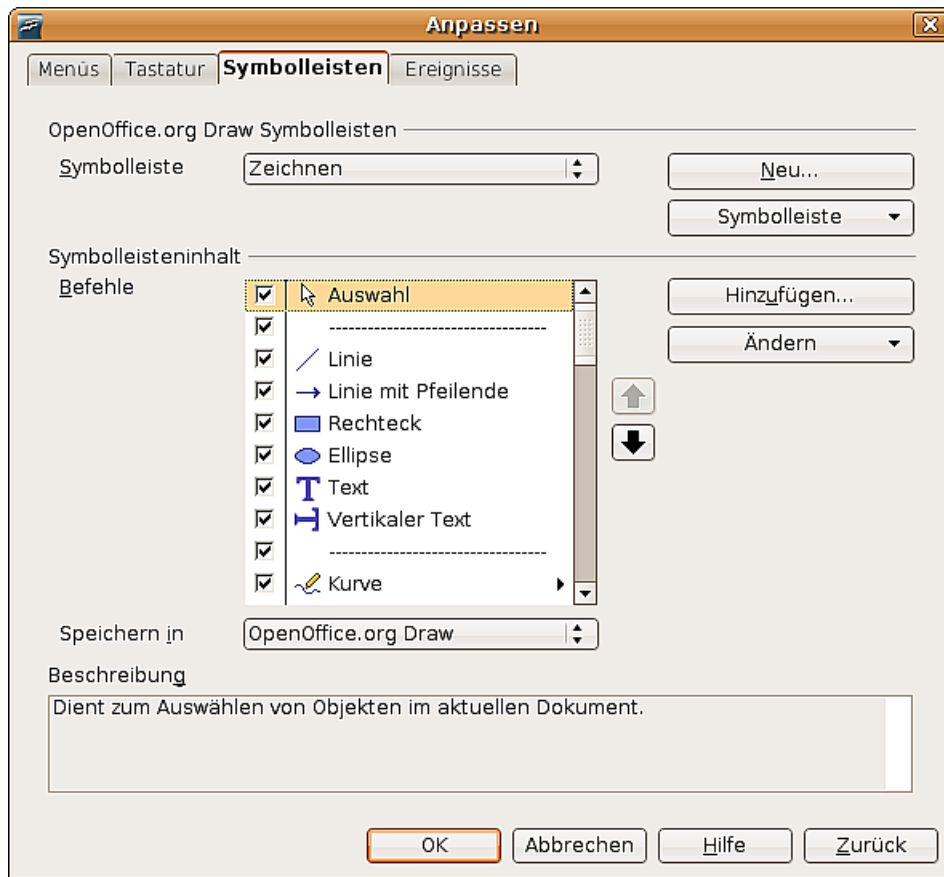 Anpassen
Menüs Tastatur Symbolleisten Ereignisse
OpenOffice.org Draw Symbolleisten
Symbolleiste Zeichnen Neu...
Symbolleiste
Symbolleisteninhalt
Befehle Auswahl Hinzufügen...
----------------------------------
Linie Ändern
Linie mit Pfeilende
Rechteck
Ellipse
Text
Vertikaler Text
----------------------------------
Kurve
Speichern in OpenOffice.org Draw
Beschreibung
Dient zum Auswählen von Objekten im aktuellen Dokument.
OK Abbrechen Hilfe Zurück